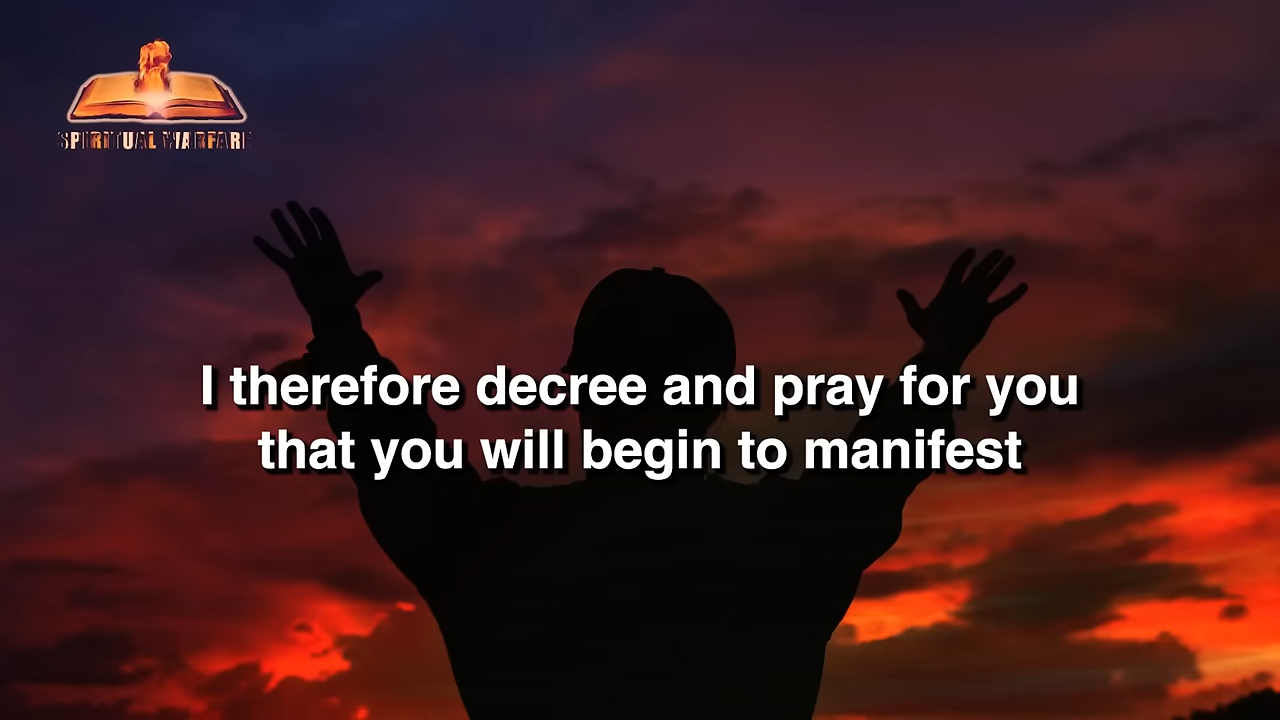 SPIRITUAL WARFARE
I therefore decree and pray for you
that you will begin to manifest